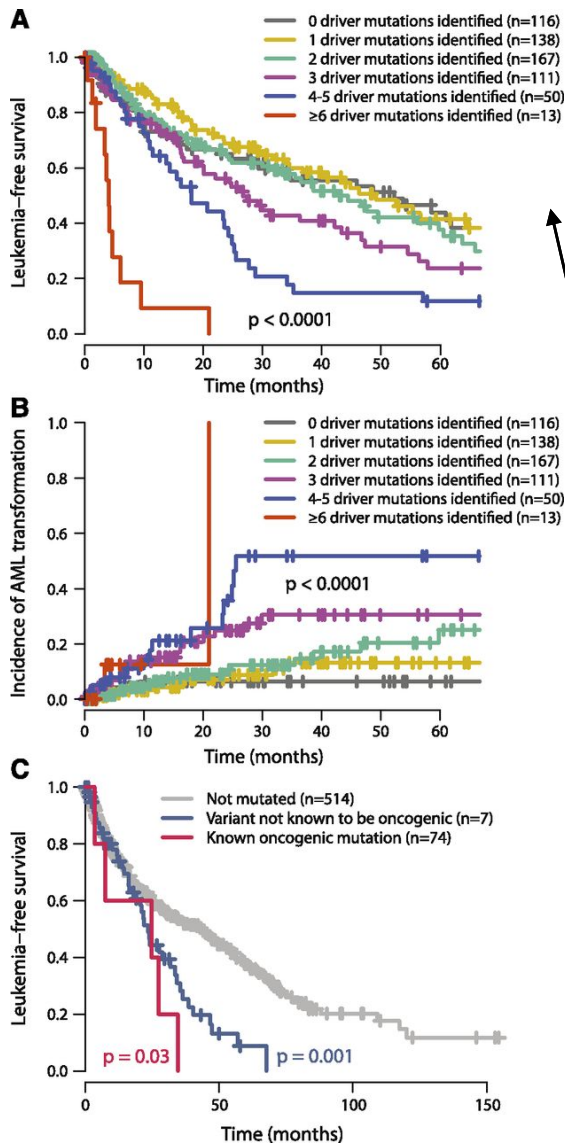 A
0 driver mutations identified (n=116)
1 driver mutations identified (n=138)
2 driver mutations identified (n=167)
3 driver mutations identified (n=111)
4-5 driver mutations identified (n=50)
≥6 driver mutations identified (n=13)
Leukemia-free survival
1.0
0.8
0.6
0.4
0.2
0.0
p < 0.0001
0 10 20 30 40 50 60
Time (months)
B
0 driver mutations identified (n=116)
1 driver mutations identified (n=138)
2 driver mutations identified (n=167)
3 driver mutations identified (n=111)
4-5 driver mutations identified (n=50)
≥6 driver mutations identified (n=13)
Incidence of AML transformation
1.0
0.8
0.6
0.4
0.2
0.0
p < 0.0001
0 10 20 30 40 50 60
Time (months)
C
Not mutated (n=514)
Variant not known to be oncogenic (n=7)
Known oncogenic mutation (n=74)
Leukemia-free survival
1.0
0.8
0.6
0.4
0.2
0.0
p = 0.03 p = 0.001
0 50 100 150
Time (months)